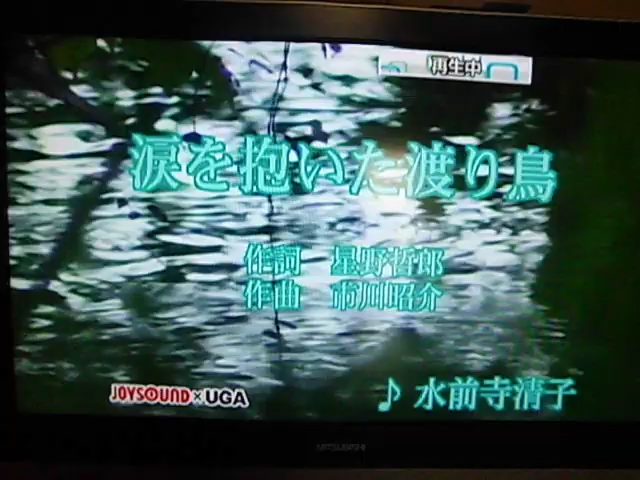 再生中
涙を抱いた渡り鳥
作詞 星野哲郎
作曲 市川昭介
JOYSOUND×UGA
♪ 水前寺清子
MITSUBISHI